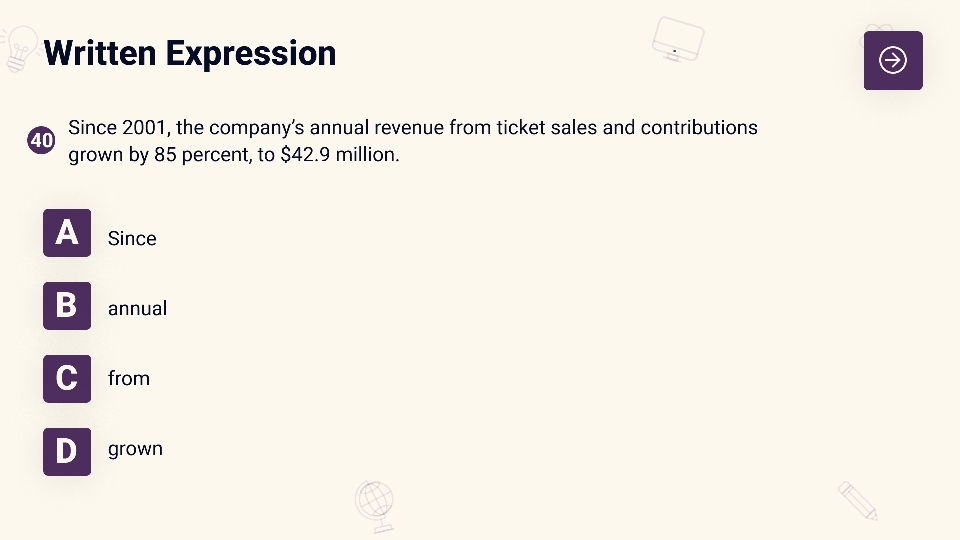 Written Expression
40 Since 2001, the company's annual revenue from ticket sales and contributions
grown by 85 percent, to $42.9 million.
A Since
B annual
C from
D grown